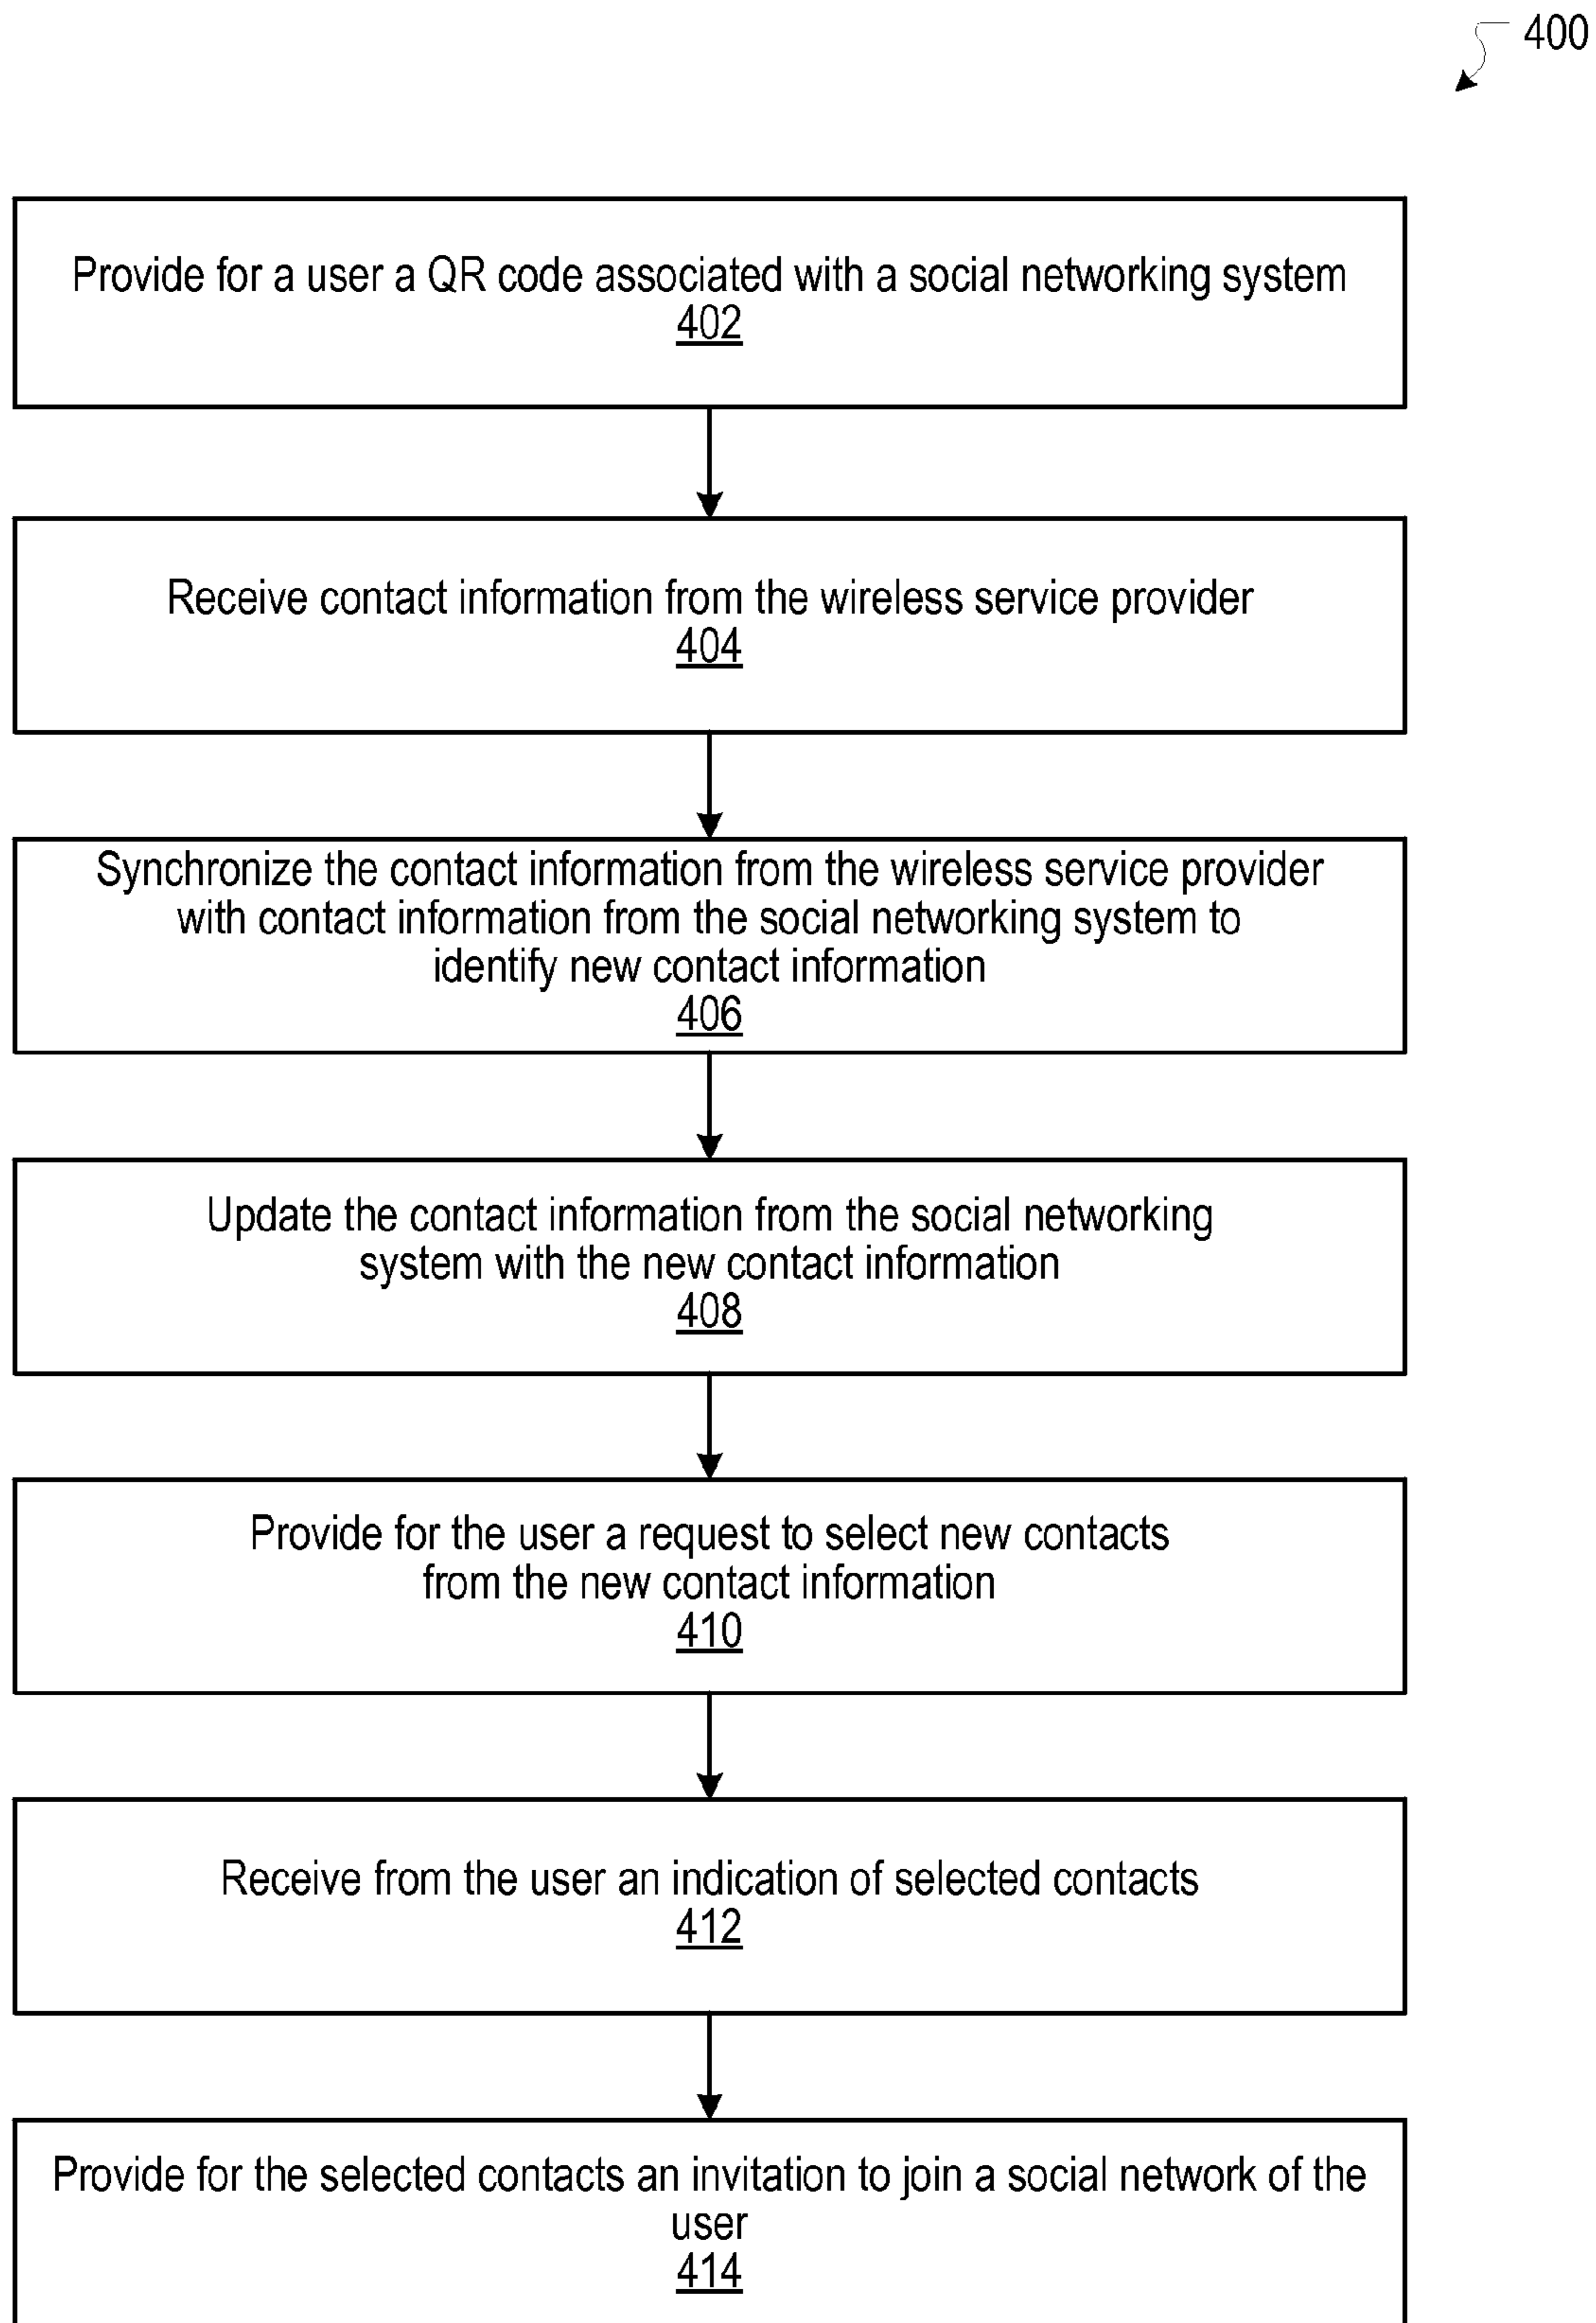 400
Provide for a user a QR code associated with a social networking system
402
Receive contact information from the wireless service provider
404
Synchronize the contact information from the wireless service provider
with contact information from the social networking system to
identify new contact information
406
Update the contact information from the social networking
system with the new contact information
408
Provide for the user a request to select new contacts
from the new contact information
410
Receive from the user an indication of selected contacts
412
Provide for the selected contacts an invitation to join a social network of the
user
414